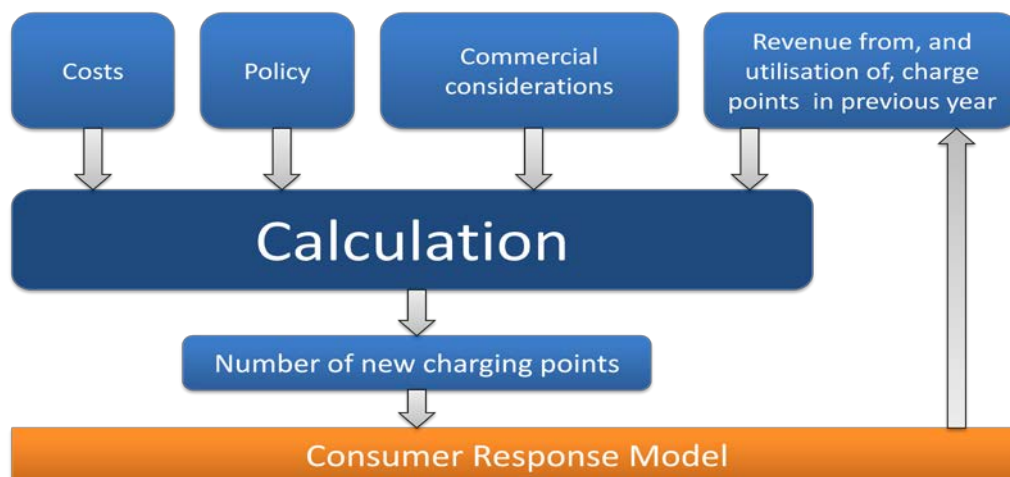 Costs
Policy
Commercial
considerations
Revenue from, and
utilisation of, charge
points in previous year
Calculation
Number of new charging points
Consumer Response Model